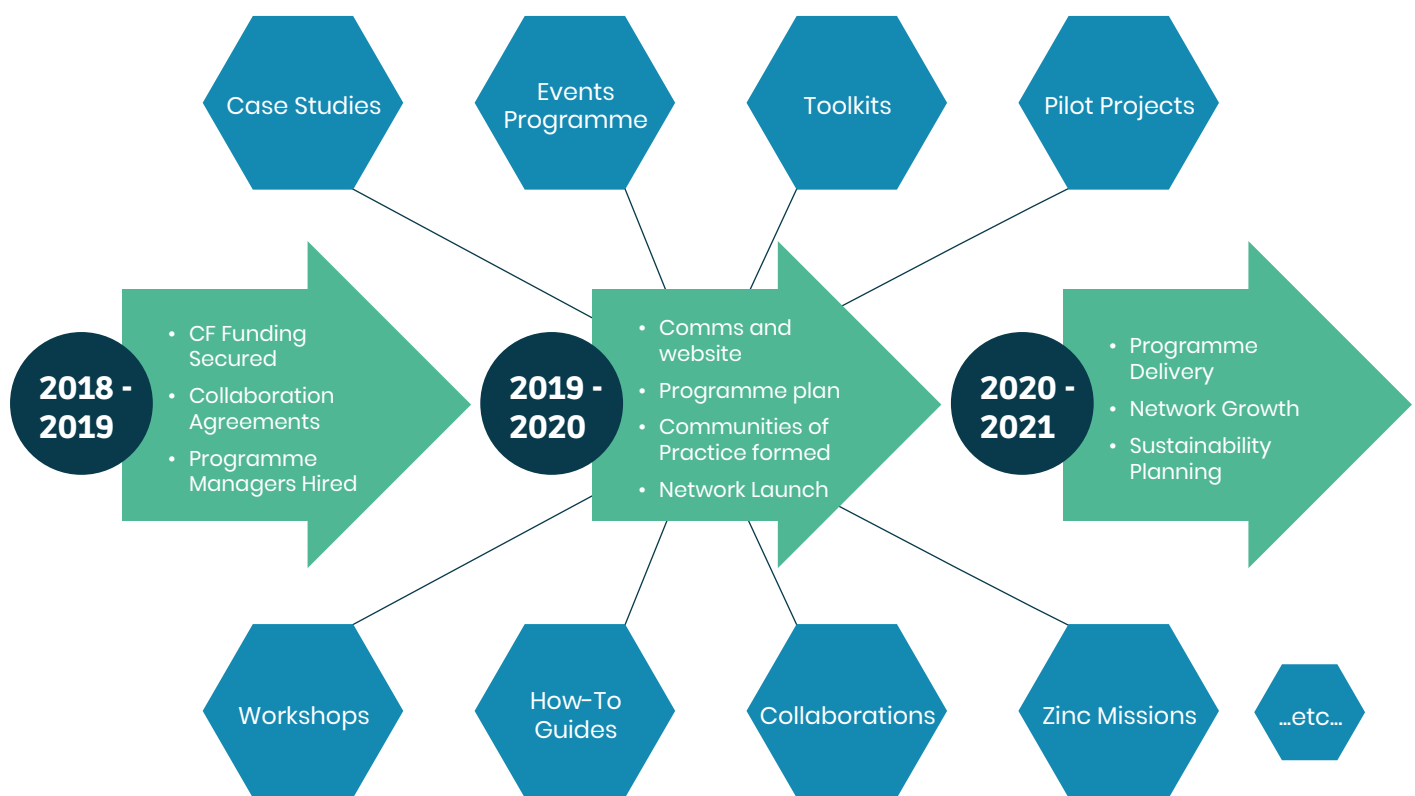 Case Studies
Events
Programme
Toolkits
Pilot Projects
2018 -
2019
• CF Funding
Secured
• Collaboration
Agreements
• Programme
Managers Hired
2019 -
2020
• Comms and
website
• Programme plan
• Communities of
Practice formed
• Network Launch
2020 -
2021
• Programme
Delivery
• Network Growth
• Sustainability
Planning
Workshops
How-To
Guides
Collaborations
Zinc Missions
...etc...